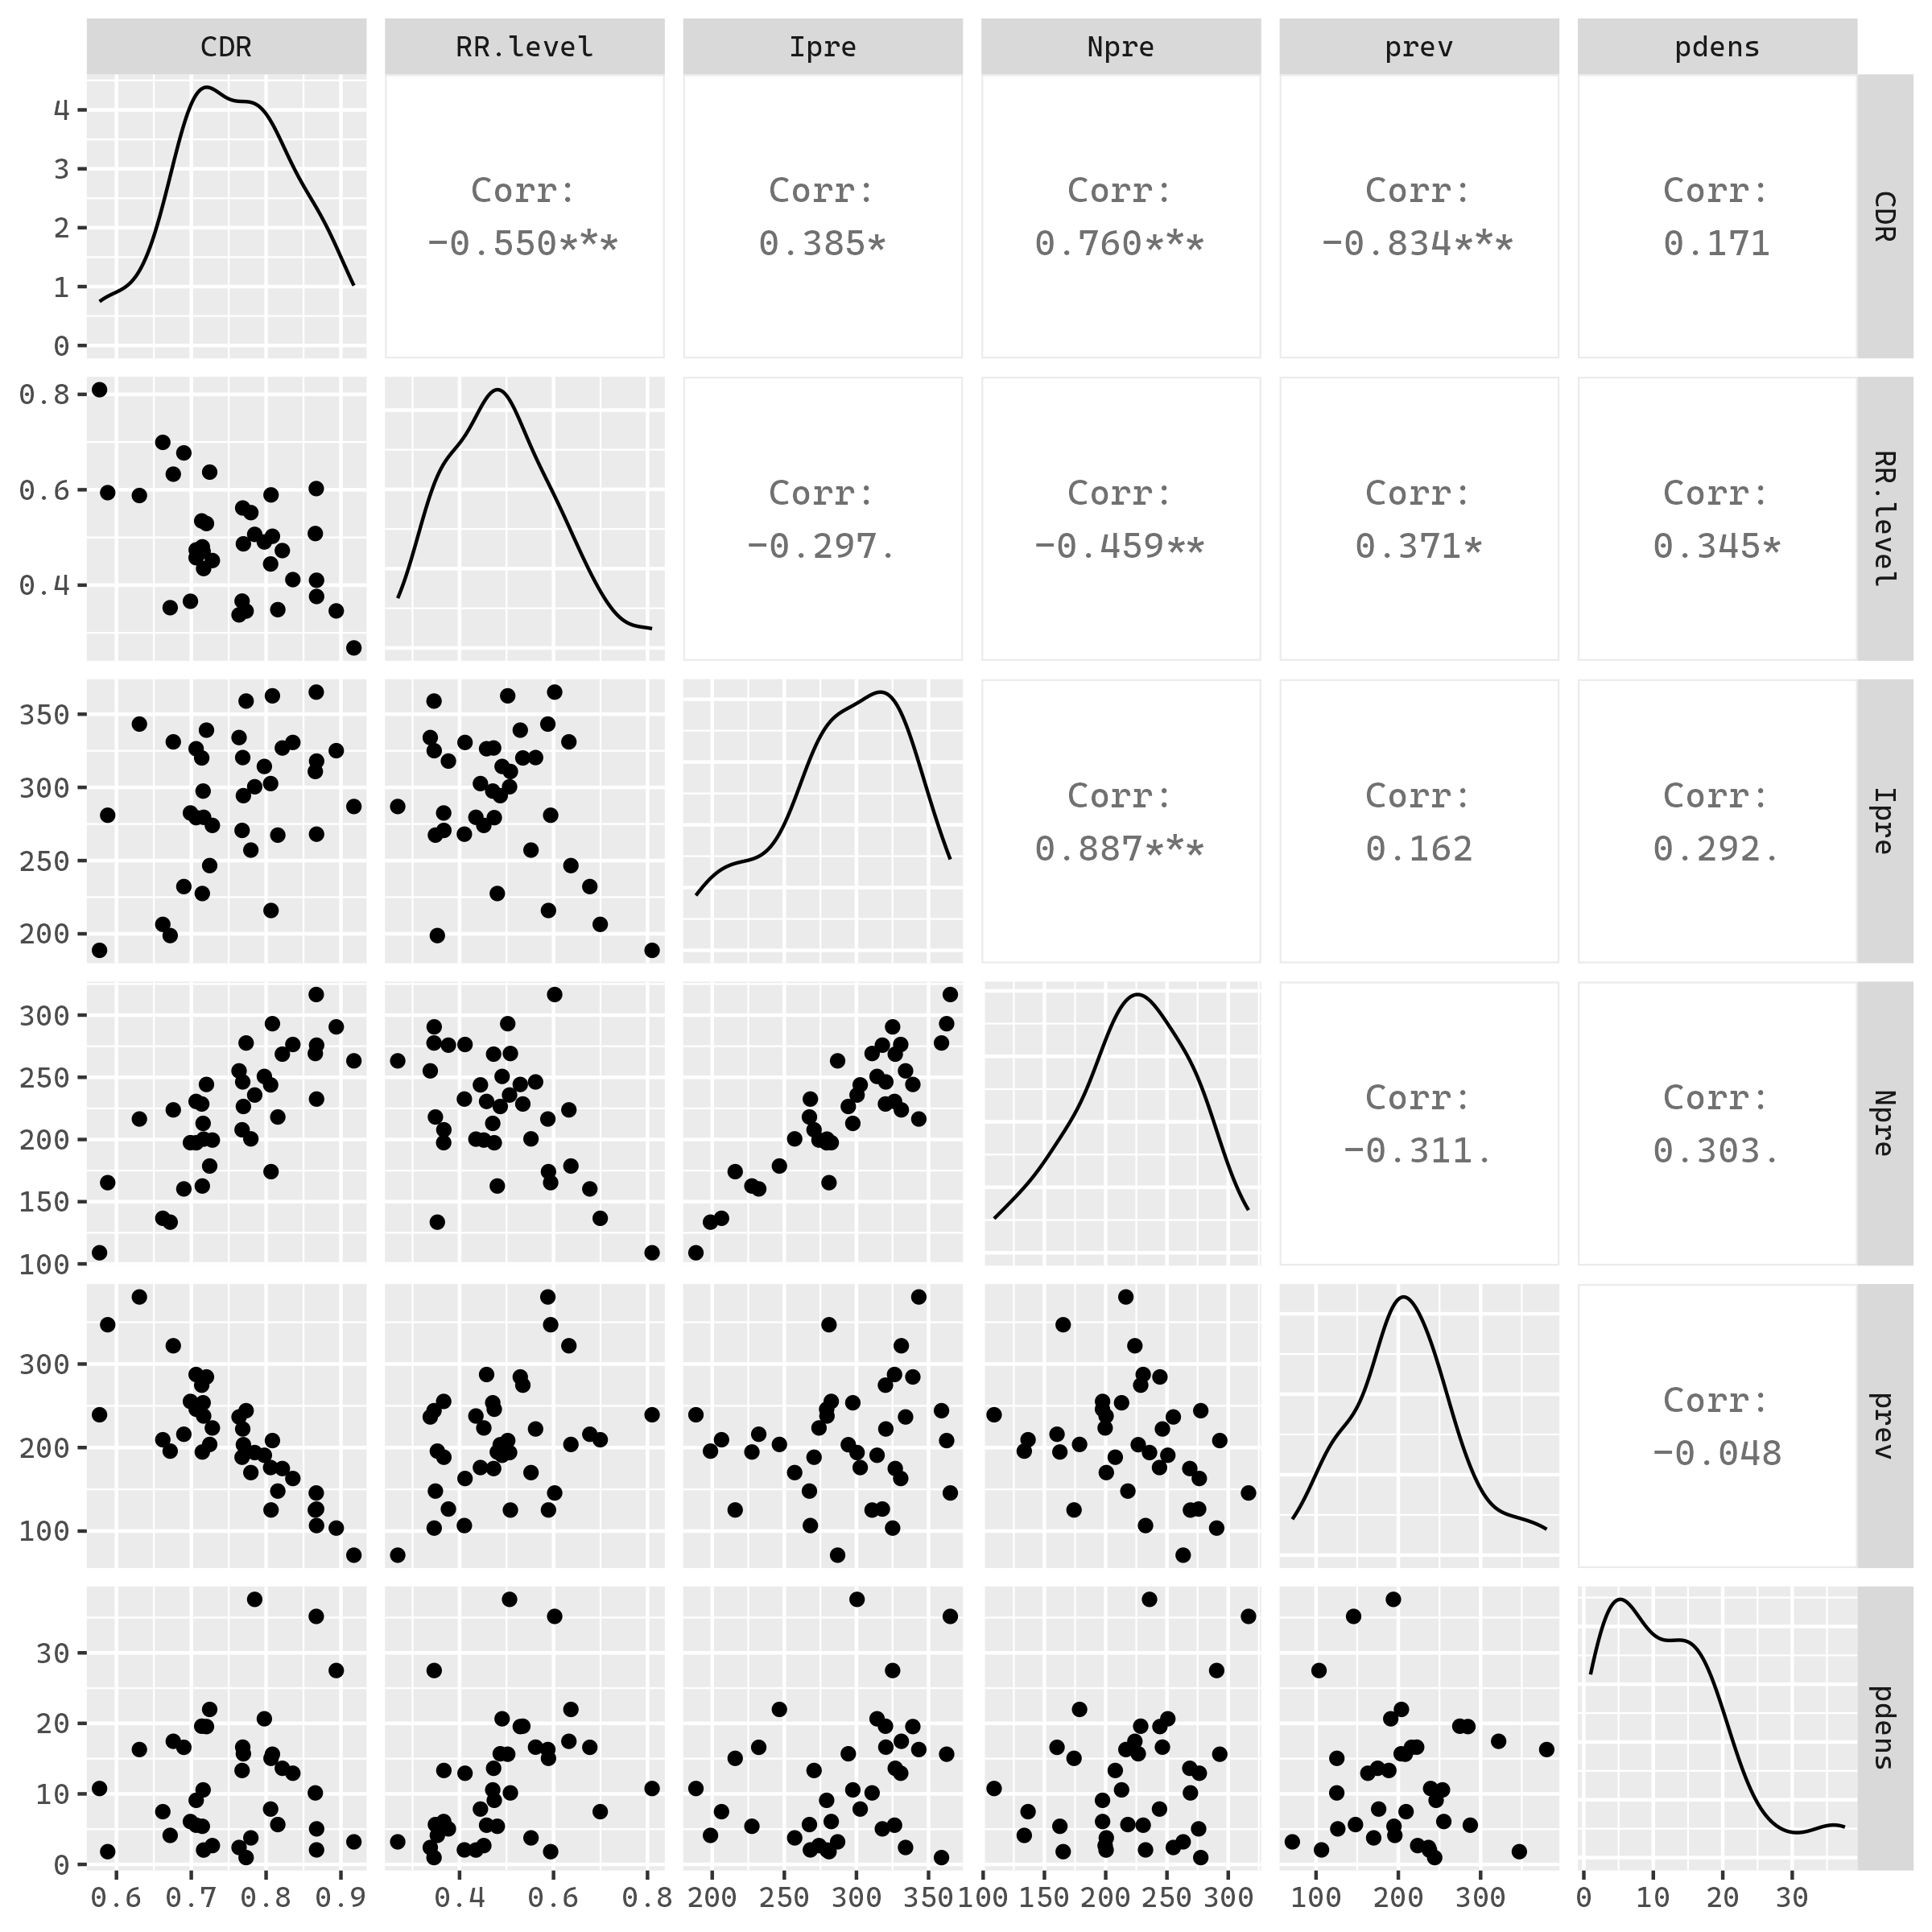 CDR RR.level Ipre Npre prev pdens
4
3
2
1
0
Corr:
−0.550***
Corr:
0.385*
Corr:
0.760***
Corr:
−0.834***
Corr:
0.171
CDR
0.8
0.6
0.4
Corr:
−0.297.
Corr:
−0.459**
Corr:
0.371*
Corr:
0.345*
RR.level
350
300
250
200
Corr:
0.887***
Corr:
0.162
Corr:
0.292.
Ipre
300
250
200
150
100
Corr:
−0.311.
Corr:
0.303.
Npre
300
200
100
Corr:
−0.048
prev
30
20
10
0
pdens
0.6 0.7 0.8 0.9
0.4 0.6 0.8
200 250 300 350
100 150 200 250 300
100 200 300
0 10 20 30